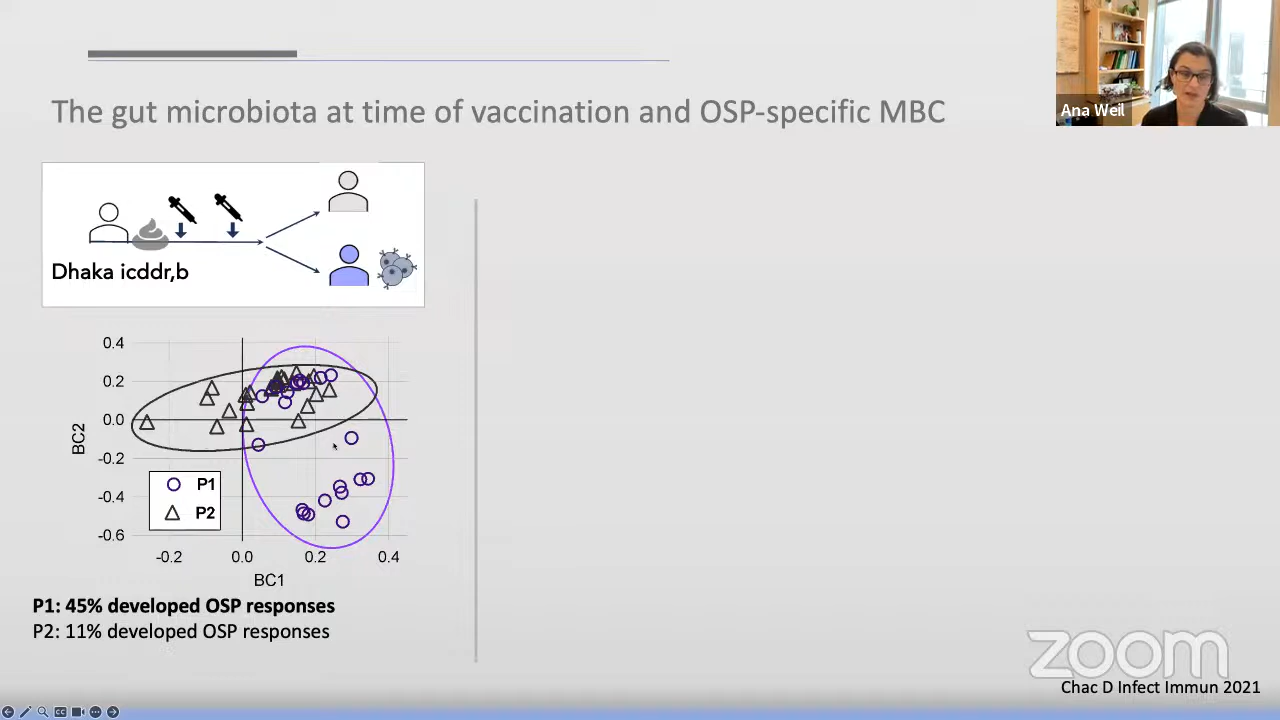 The gut microbiota at time of vaccination and OSP-specific MBC
Ana Weil
Dhaka icddr,b
0.4
0.2
0.0
-0.2
-0.4
-0.6
BC2
P1
P2
-0.2
0.0
0.2
0.4
BC1
P1: 45% developed OSP responses
P2: 11% developed OSP responses
zoom
Chac D Infect Immun 2021
CC